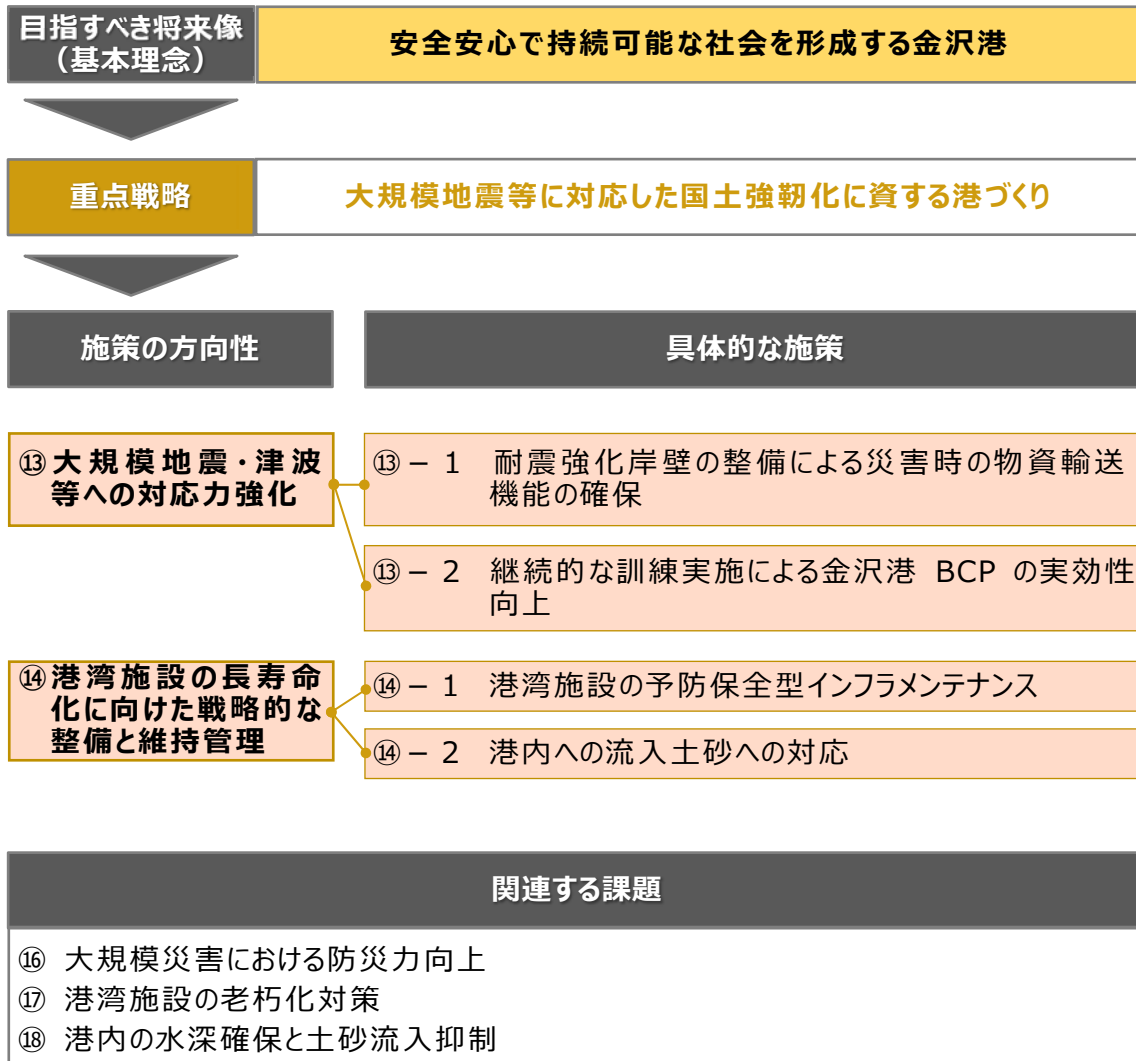 目指すべき将来像
（基本理念）
安全安心で持続可能な社会を形成する金沢港
重点戦略
大規模地震等に対応した国土強靭化に資する港づくり
施策の方向性
具体的な施策
⑬大規模地震・津波
等への対応力強化
⑬－1 耐震強化岸壁の整備による災害時の物資輸送
機能の確保
⑬－2 継続的な訓練実施による金沢港 BCP の実効性
向上
⑭港湾施設の長寿命
化に向けた戦略的な
整備と維持管理
⑭－1 港湾施設の予防保全型インフラメンテナンス
⑭－2 港内への流入土砂への対応
関連する課題
⑯ 大規模災害における防災力向上
⑰ 港湾施設の老朽化対策
⑱ 港内の水深確保と土砂流入抑制